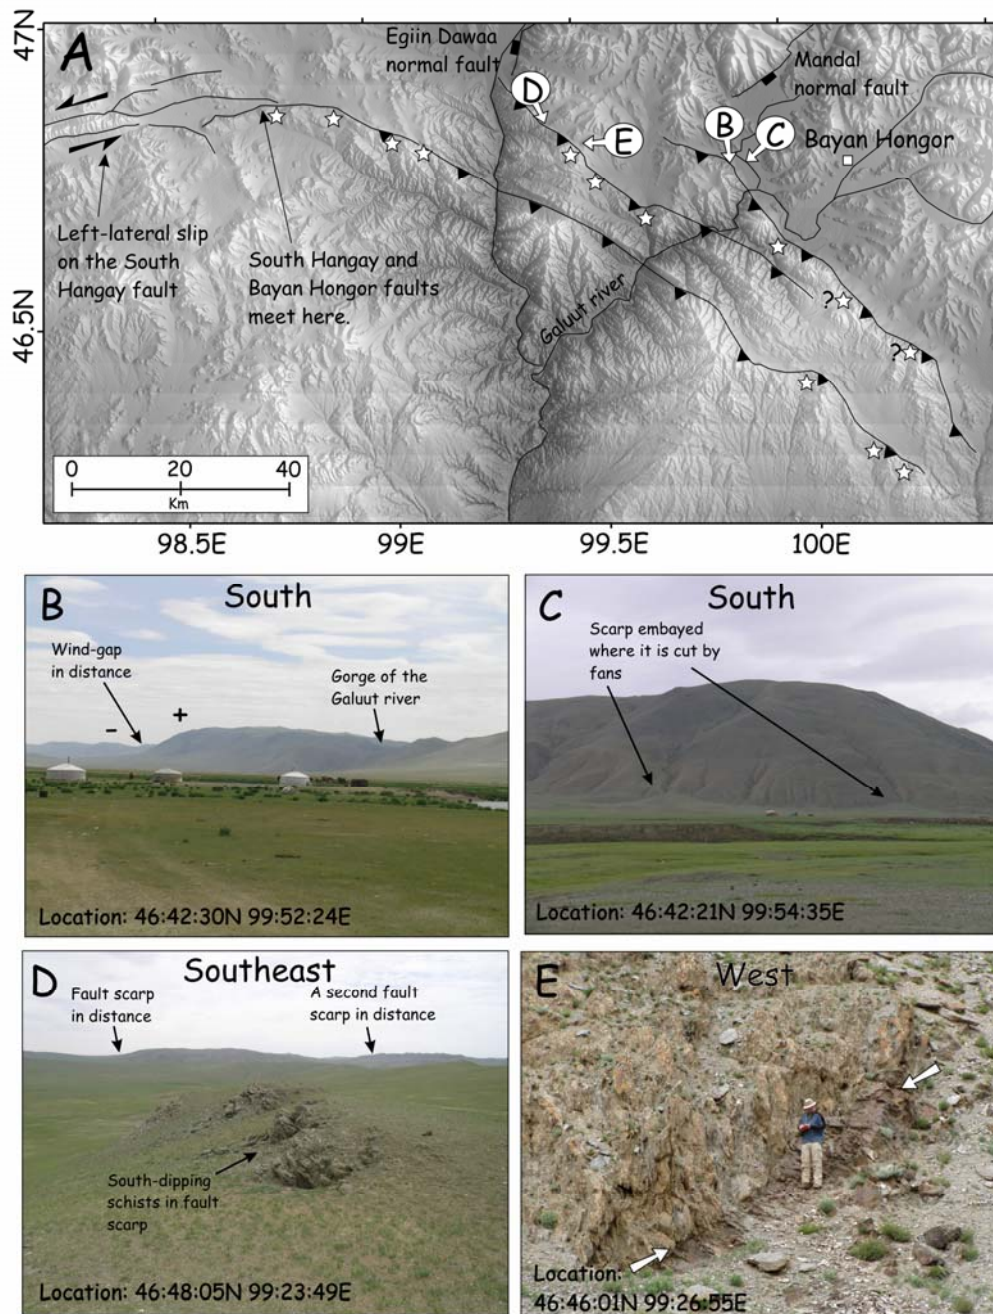 47N
A
Egiin Dawaa
normal fault
D
E
B
C
Mandal
normal fault
Bayan Hongor
Left-lateral slip
on the South
Hangay fault
South Hangay and
Bayan Hongor faults
meet here.
Galuut river
?
?
46.5N
0 20 40
Km
98.5E 99E 99.5E 100E
B
South
Wind-gap
in distance
- +
Gorge of the
Galuut river
Location: 46:42:30N 99:52:24E
C
South
Scarp embayed
where it is cut by
fans
Location: 46:42:21N 99:54:35E
D
Southeast
Fault scarp
in distance
A second fault
scarp in distance
South-dipping
schists in fault
scarp
Location: 46:48:05N 99:23:49E
E
West
Location:
46:46:01N 99:26:55E